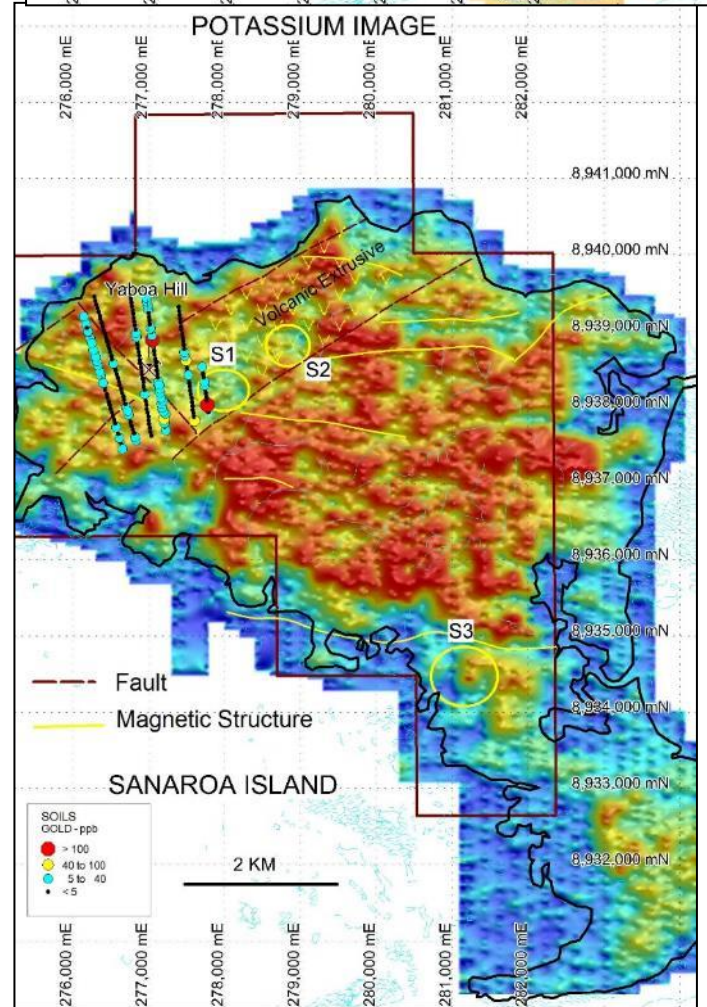 POTASSIUM IMAGE
276,000 mE
277,000 mE
278,000 mE
279,000 mE
280,000 mE
281,000 mE
282,000 mE
8,941,000 mN
8,940,000 mN
Yaboa Hill
Volcanic Extrusive
8,939,000 mN
S1
S2
8,938,000 mN
8,937,000 mN
8,936,000 mN
S3
8,935,000 mN
Fault
8,934,000 mN
Magnetic Structure
SANAROA ISLAND
8,933,000 mN
SOILS
GOLD - ppb
> 100
40 to 100
5 to 40
< 5
2 KM
8,932,000 mN
276,000 mE
277,000 mE
278,000 mE
279,000 mE
280,000 mE
281,000 mE
282,000 mE